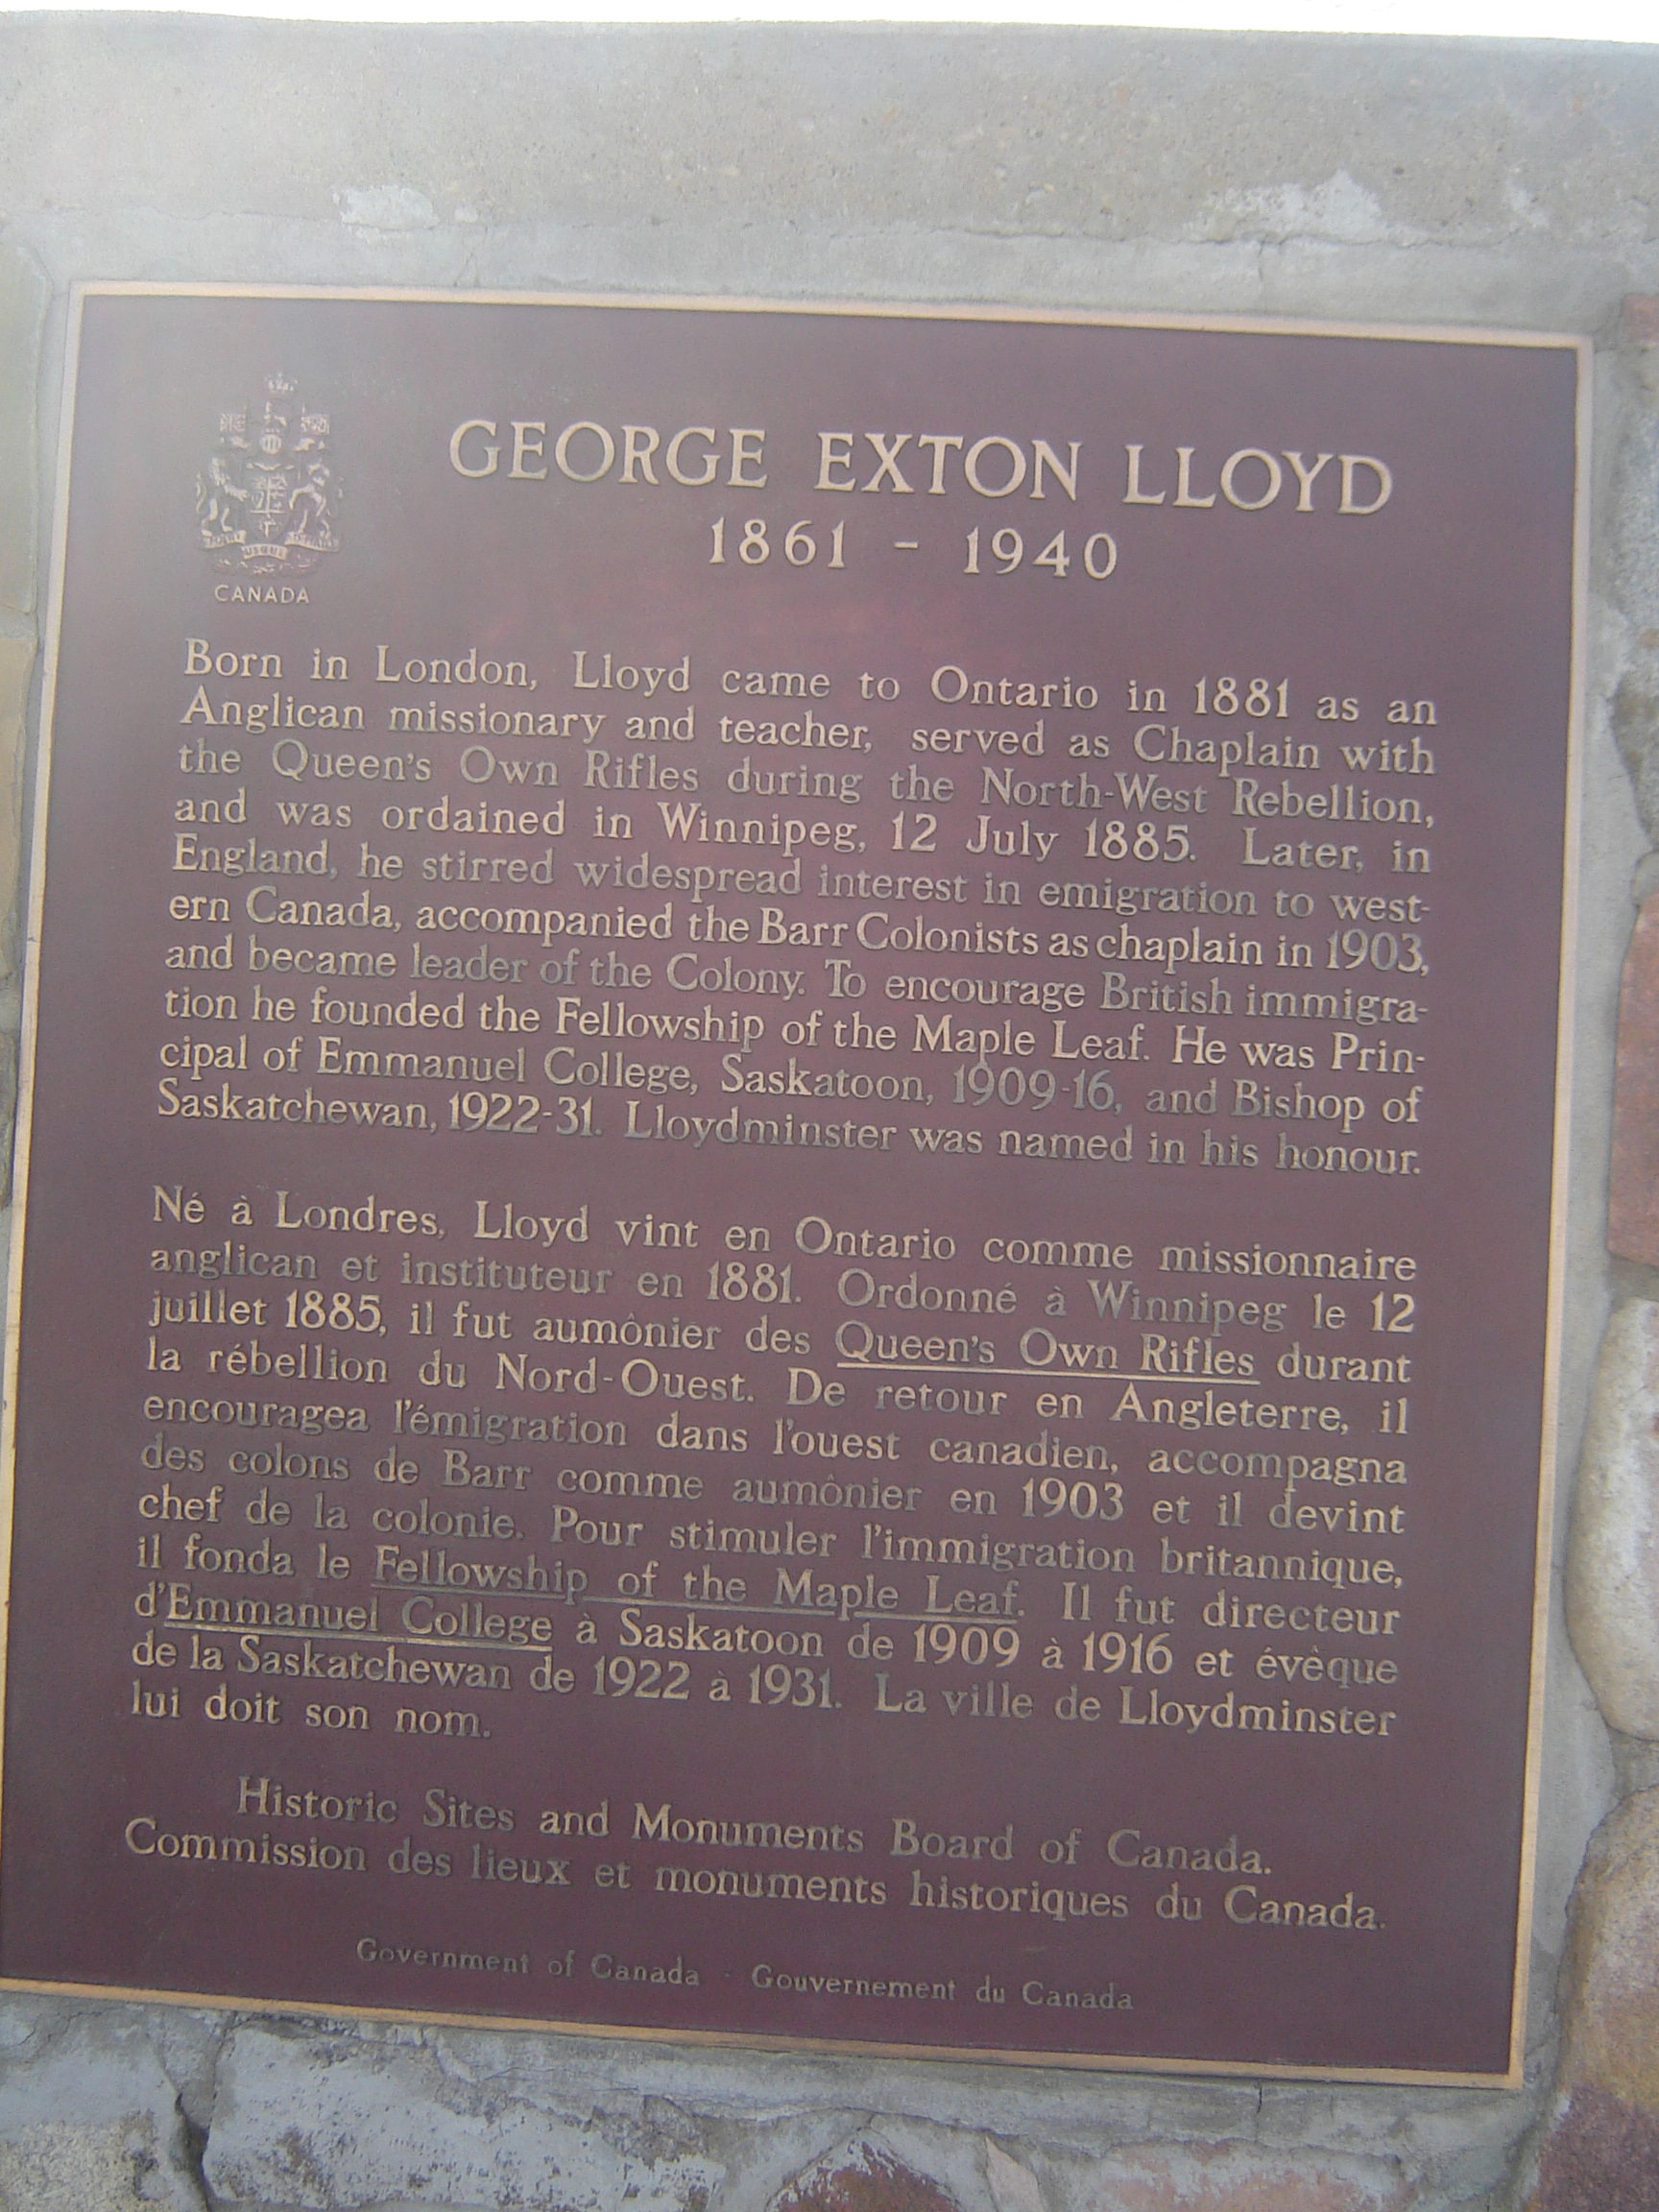 GEORGE EXTON LLOYD
1861 - 1940
CANADA
Born in London, Lloyd came to Ontario in 1881 as an
Anglican missionary and teacher, served as Chaplain with
the Queen's Own Rifles during the North-West Rebellion,
and was ordained in Winnipeg, 12 July 1885. Later, in
England, he stirred widespread interest in emigration to west-
ern Canada, accompanied the Barr Colonists as chaplain in 1903,
and became leader of the Colony. To encourage British immigra-
tion he founded the Fellowship of the Maple Leaf. He was Prin-
cipal of Emmanuel College, Saskatoon, 1909-16, and Bishop of
Saskatchewan, 1922-31. Lloydminster was named in his honour.
Né à Londres, Lloyd vint en Ontario comme missionnaire
anglican et instituteur en 1881. Ordonné à Winnipeg le 12
juillet 1885, il fut aumônier des Queen's Own Rifles durant
la rébellion du Nord-Ouest. De retour en Angleterre, il
encouragea l'émigration dans l'ouest canadien, accompagna
des colons de Barr comme aumônier en 1903 et il devint
chef de la colonie. Pour stimuler l'immigration britannique,
il fonda le Fellowship of the Maple Leaf. Il fut directeur
d'Emmanuel College à Saskatoon de 1909 à 1916 et évêque
de la Saskatchewan de 1922 à 1931. La ville de Lloydminster
lui doit son nom.
Historic Sites and Monuments Board of Canada.
Commission des lieux et monuments historiques du Canada.
Government of Canada - Gouvernement du Canada